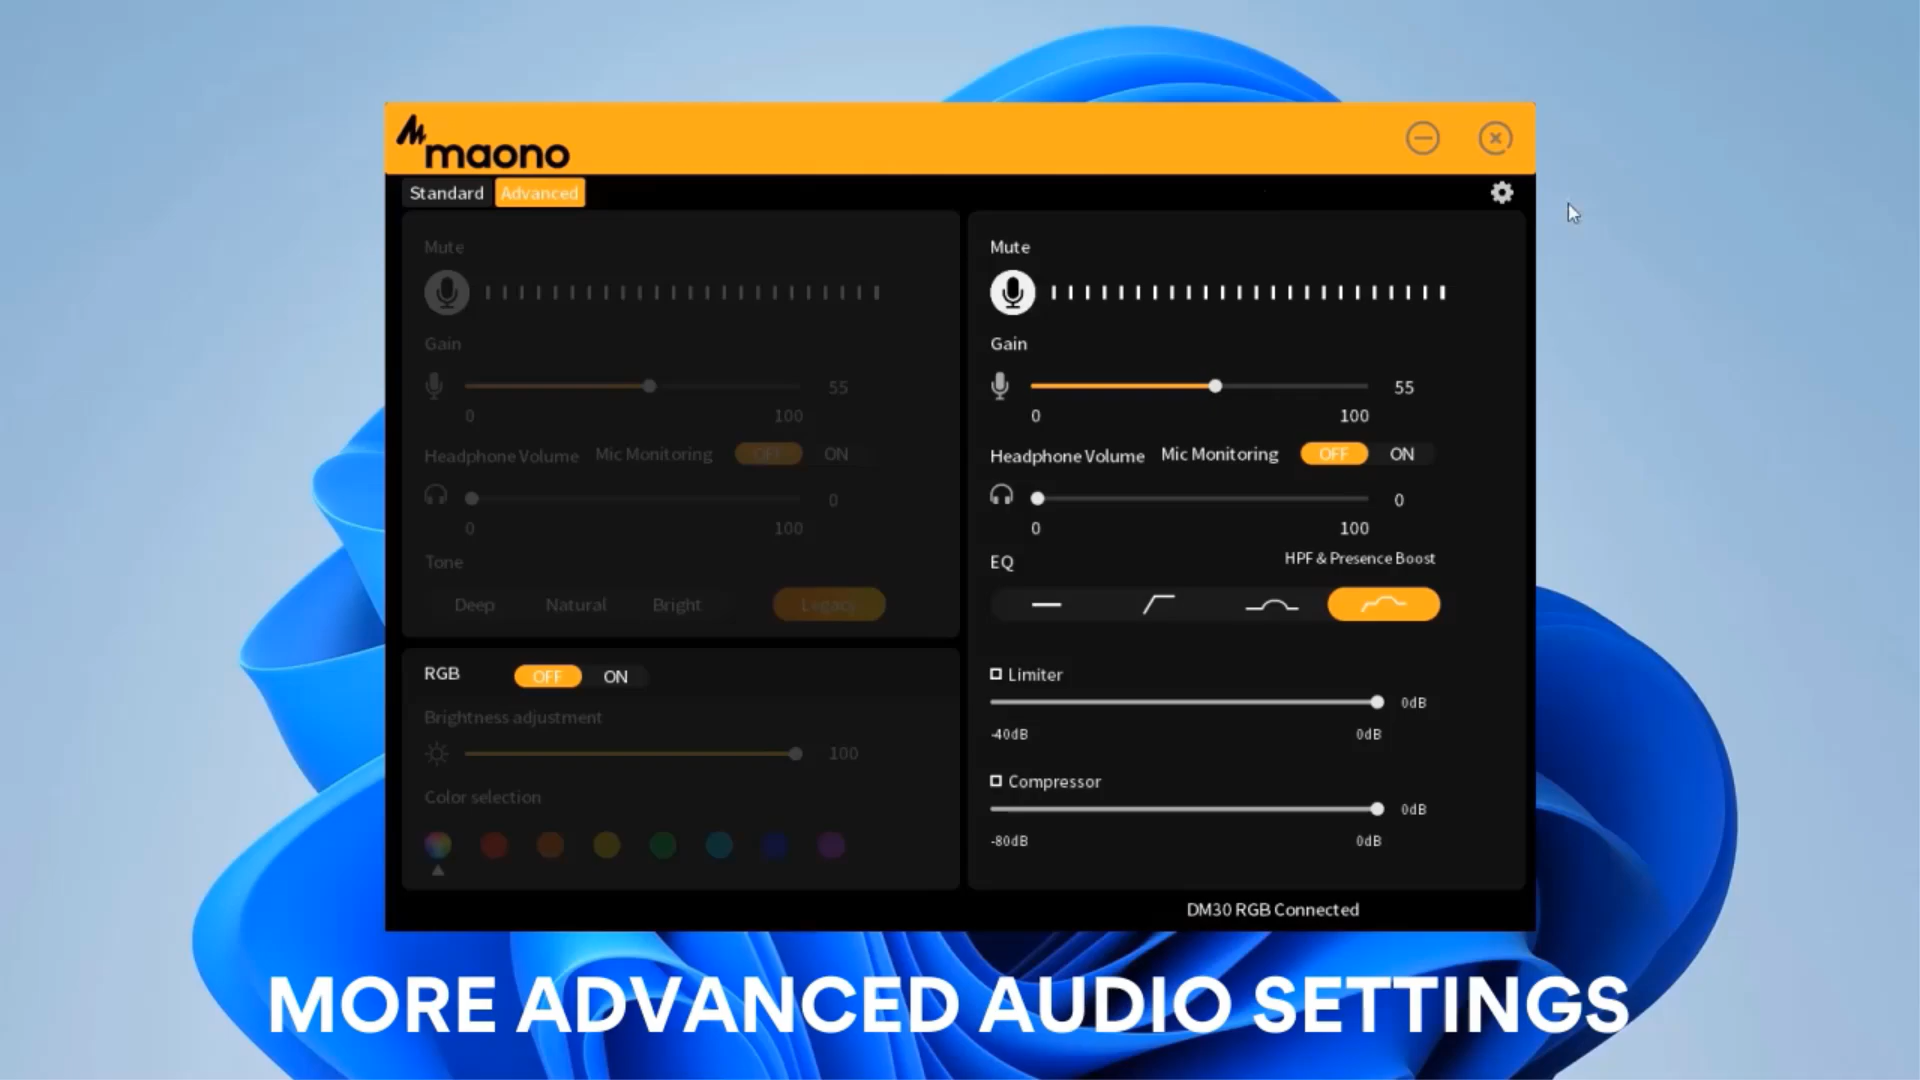 maono
Standard Advanced
Mute
Gain
55
0 100
Headphone Volume Mic Monitoring OFF ON
0
0 100
Tone
Deep Natural Bright Legacy
RGB OFF ON
Brightness adjustment
100
Color selection
Mute
Gain
55
0 100
Headphone Volume Mic Monitoring OFF ON
0
0 100
EQ HPF & Presence Boost
Limiter
0dB
-40dB 0dB
Compressor
0dB
-80dB 0dB
DM30 RGB Connected
MORE ADVANCED AUDIO SETTINGS